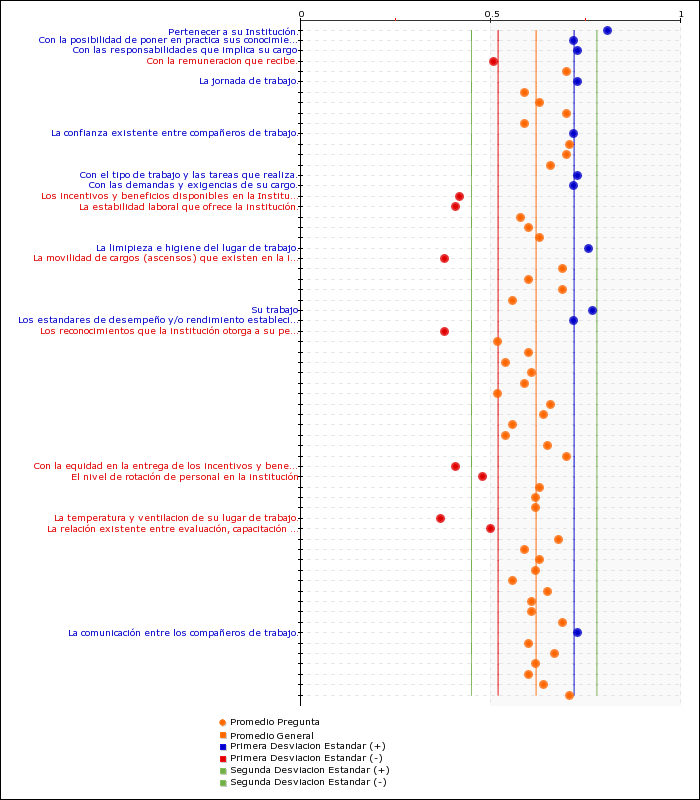 0 0.5 1
Pertenecer a su Institución.
Con la posibilidad de poner en practica sus conocimie...
Con las responsabilidades que implica su cargo
Con la remuneracion que recibe.
La jornada de trabajo.
La confianza existente entre compañeros de trabajo.
Con el tipo de trabajo y las tareas que realiza.
Con las demandas y exigencias de su cargo.
Los incentivos y beneficios disponibles en la Institu...
La estabilidad laboral que ofrece la institución.
La limipieza e higiene del lugar de trabajo.
La movilidad de cargos (ascensos) que existen en la i...
Su trabajo
Los estandares de desempeño y/o rendimiento estableci...
Los reconocimientos que la institución otorga a su pe...
Con la equidad en la entrega de los incentivos y bene...
El nivel de rotación de personal en la institución
La temperatura y ventilacion de su lugar de trabajo.
La relación existente entre evaluación, capacitación ...
La comunicación entre los compañeros de trabajo.
Promedio Pregunta
Promedio General
Primera Desviacion Estandar (+)
Primera Desviacion Estandar (-)
Segunda Desviacion Estandar (+)
Segunda Desviacion Estandar (-)